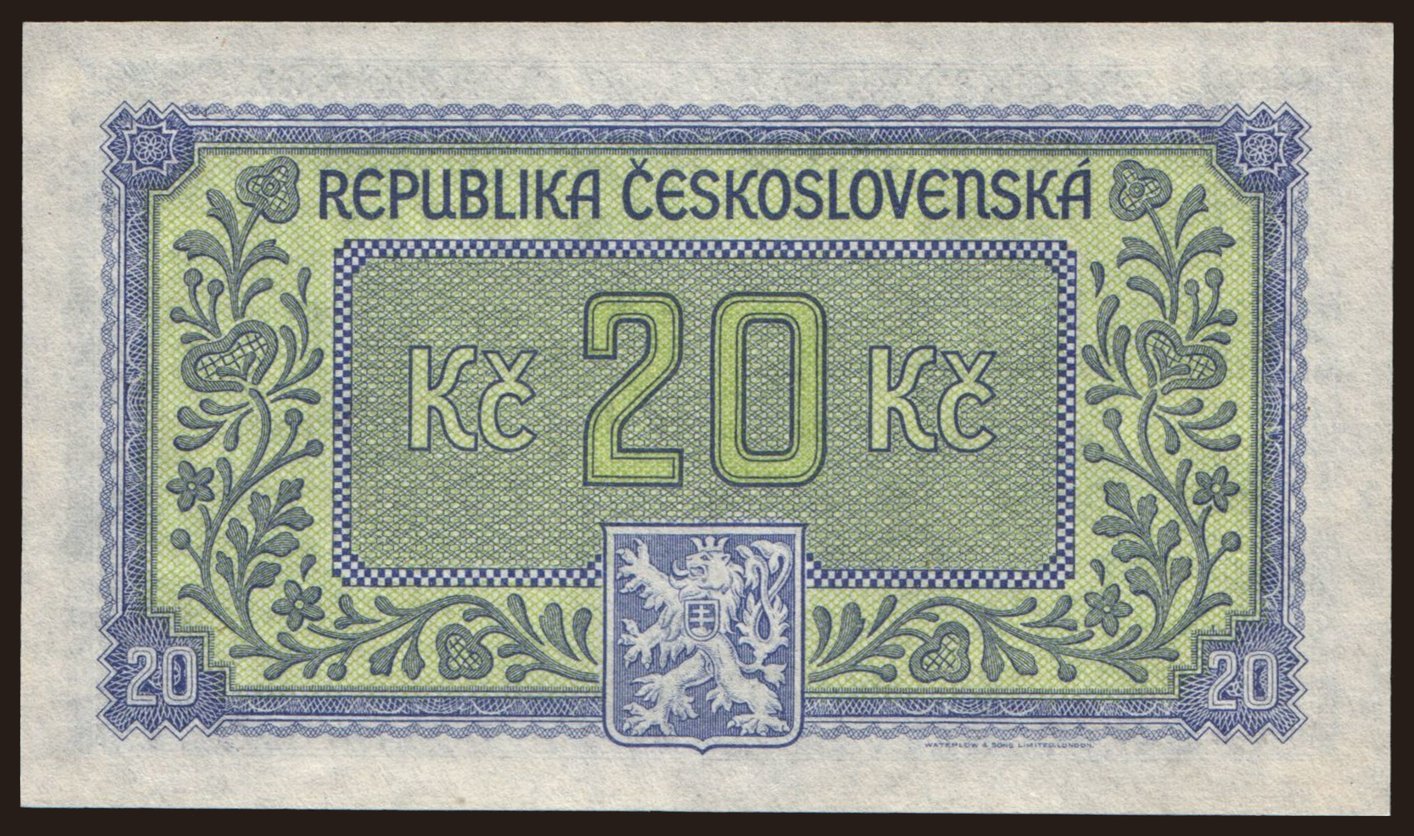 REPUBLIKA ČESKOSLOVENSKÁ
Kč 20 Kč
20 20
WATERLOW & SONS LIMITED, LONDON.